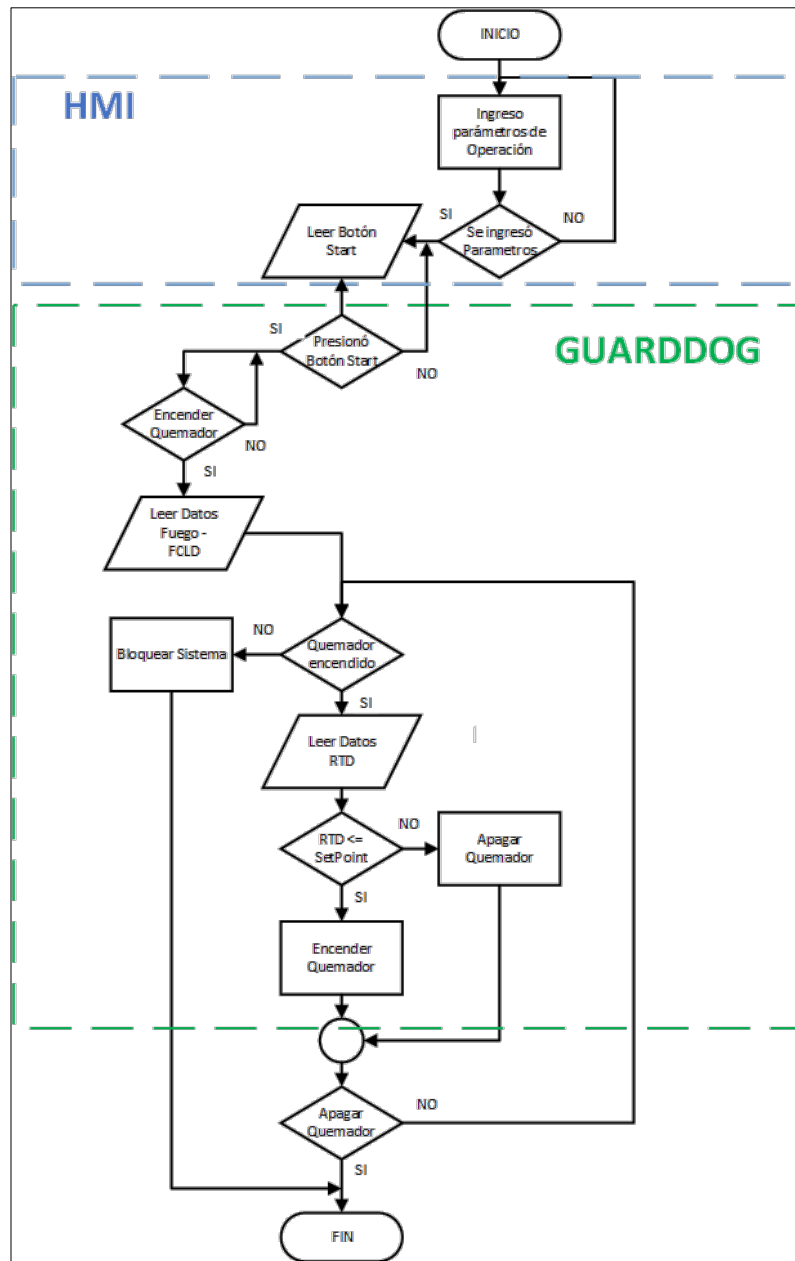 INICIO
HMI
Ingreso
parámetros de
Operación
SI
NO
Leer Botón
Start
Se ingresó
Parametros
SI
Presionó
Botón Start
NO
GUARDDOG
Encender
Quemador
NO
SI
Leer Datos
Fuego -
FCLD
NO
Quemador
encendido
Bloquear Sistema
SI
Leer Datos
RTD
NO
RTD <=
SetPoint
Apagar
Quemador
SI
Encender
Quemador
Apagar
Quemador
NO
SI
FIN